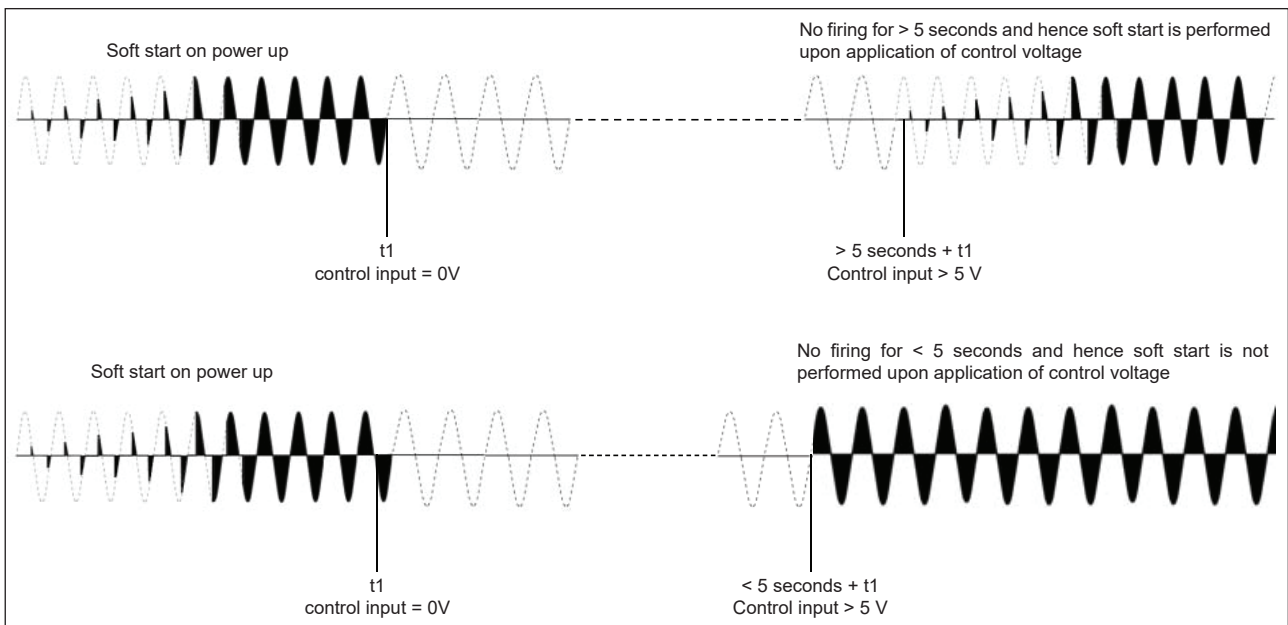 Soft start on power up
No firing for > 5 seconds and hence soft start is performed
upon application of control voltage
t1
control input = 0V
> 5 seconds + t1
Control input > 5 V
Soft start on power up
No firing for < 5 seconds and hence soft start is not
performed upon application of control voltage
t1
control input = 0V
< 5 seconds + t1
Control input > 5 V